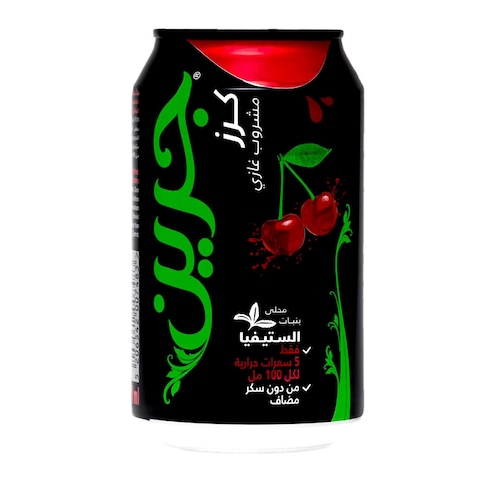 جرين®
كرز
مشروب غازي
محلى
بنبات
الستيفيا
فقط
5 سعرات حرارية
لكل 100 مل
من دون سكر
مضاف